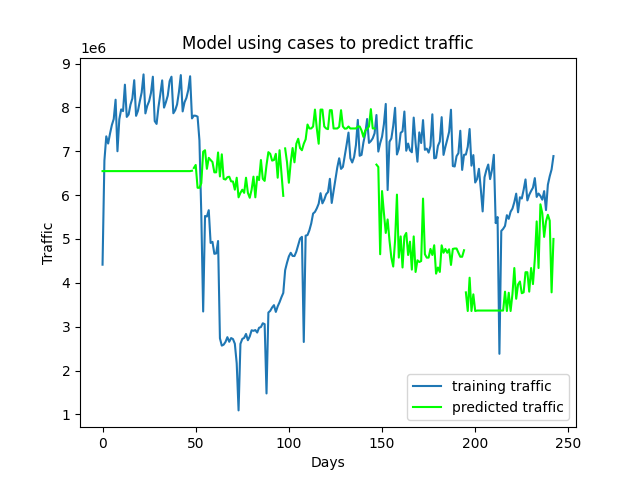 Model using cases to predict traffic
1e6
9
8
7
6
5
4
3
2
1
Traffic
0
50
100
150
200
250
Days
training traffic
predicted traffic